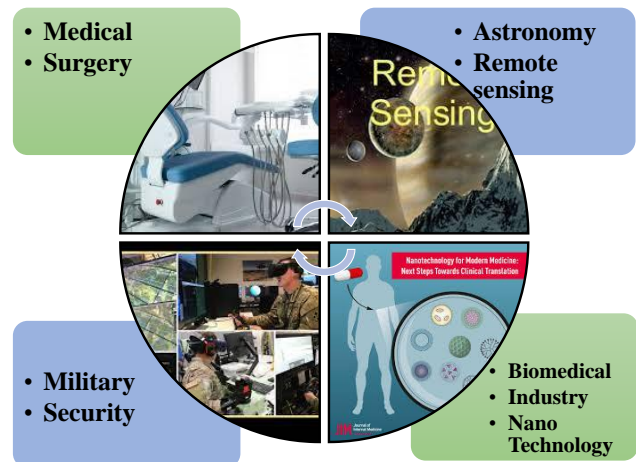 • Medical
• Surgery
• Astronomy
• Remote
sensing
Sensing
Nanotechnology for Modern Medicine:
Next Steps Towards Clinical Translation
• Military
• Security
Journal of
Internal Medicine
• Biomedical
• Industry
• Nano
Technology